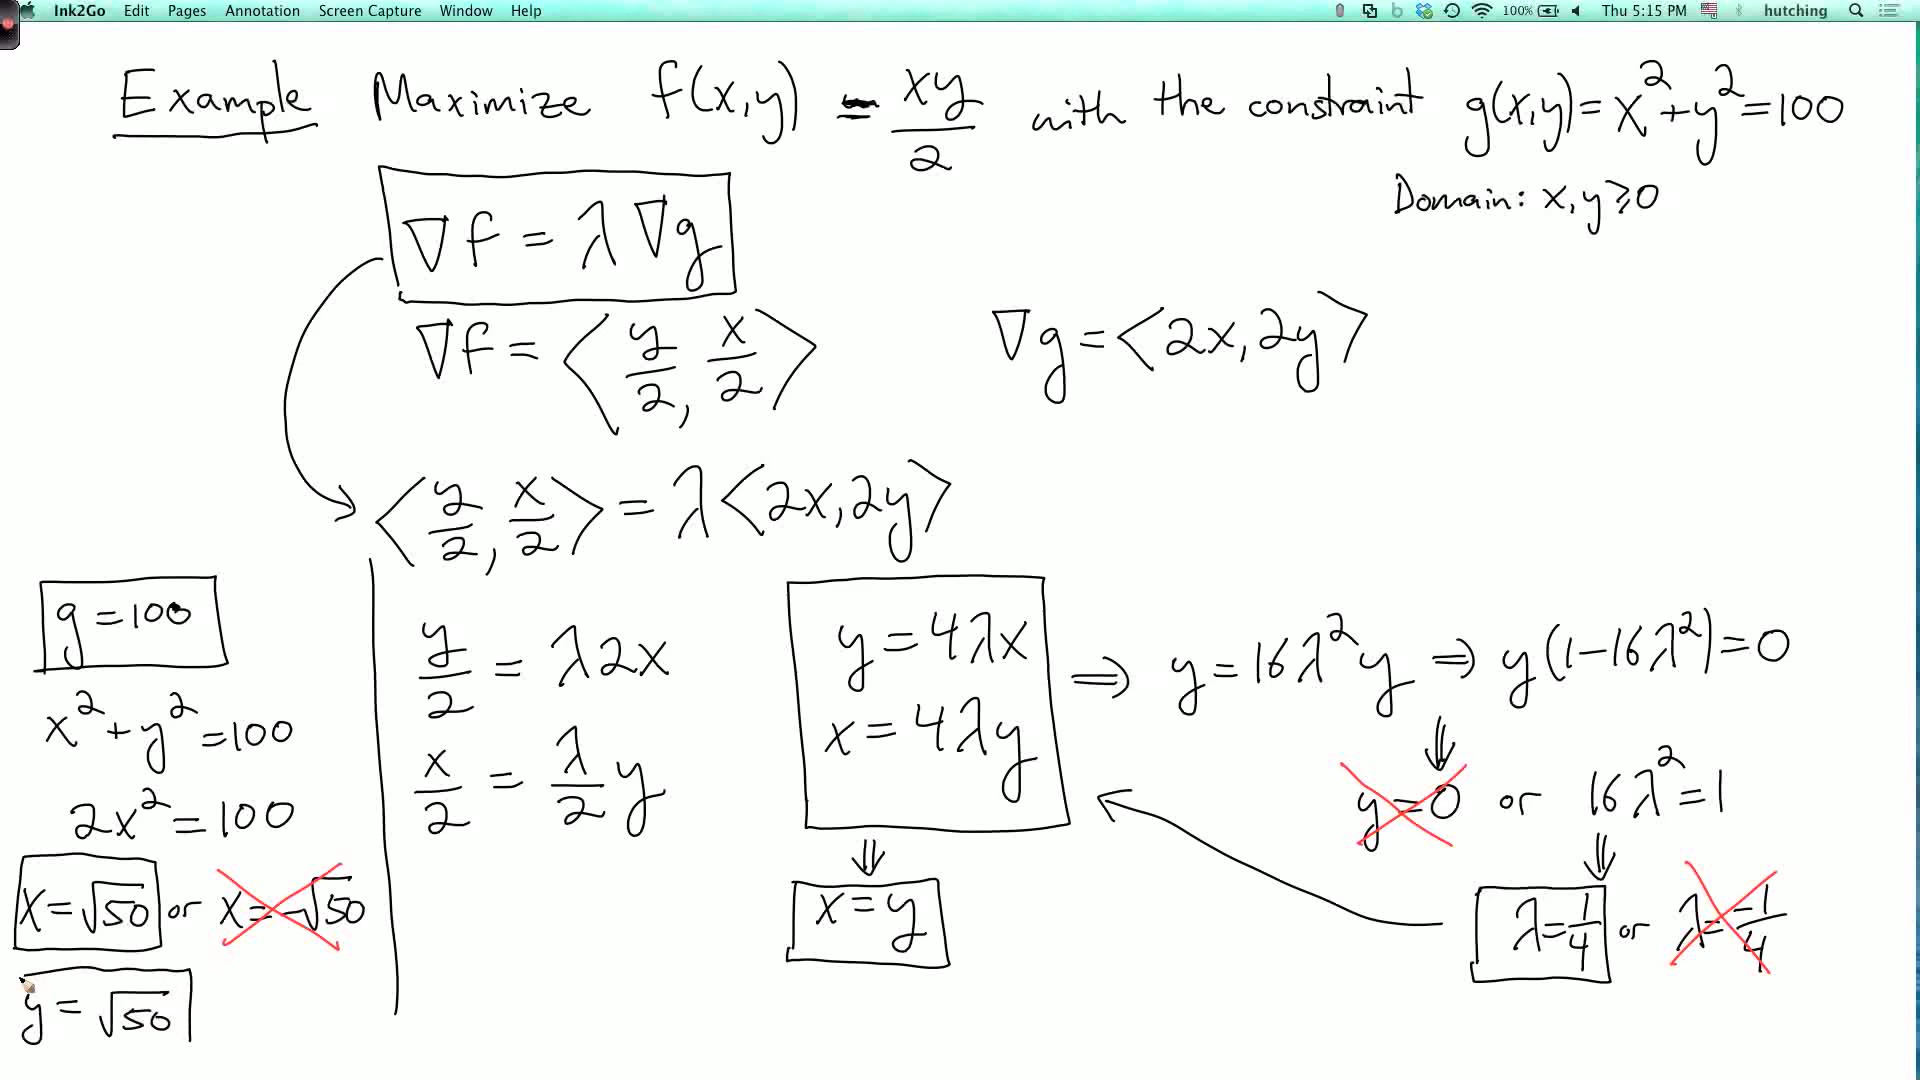 Ink2Go Edit Pages Annotation Screen Capture Window Help 100% Thu 5:15 PM hutching
Example Maximize f(x,y) = xy/2 with the constraint g(x,y) = x² + y² = 100
Domain: x, y ≥ 0
∇f = λ∇g
∇f = ⟨y/2, x/2⟩ ∇g = ⟨2x, 2y⟩
⟨y/2, x/2⟩ = λ⟨2x, 2y⟩
g = 100
x² + y² = 100
2x² = 100
x = √50 or x = -√50
y = √50
y/2 = λ2x
x/2 = λ/2 y
y = 4λx
x = 4λy
⇓
x = y
⇒ y = 16λ²y ⇒ y(1-16λ²) = 0
⇓
y = 0 or 16λ² = 1
⇓
λ = 1/4 or λ = -1/4